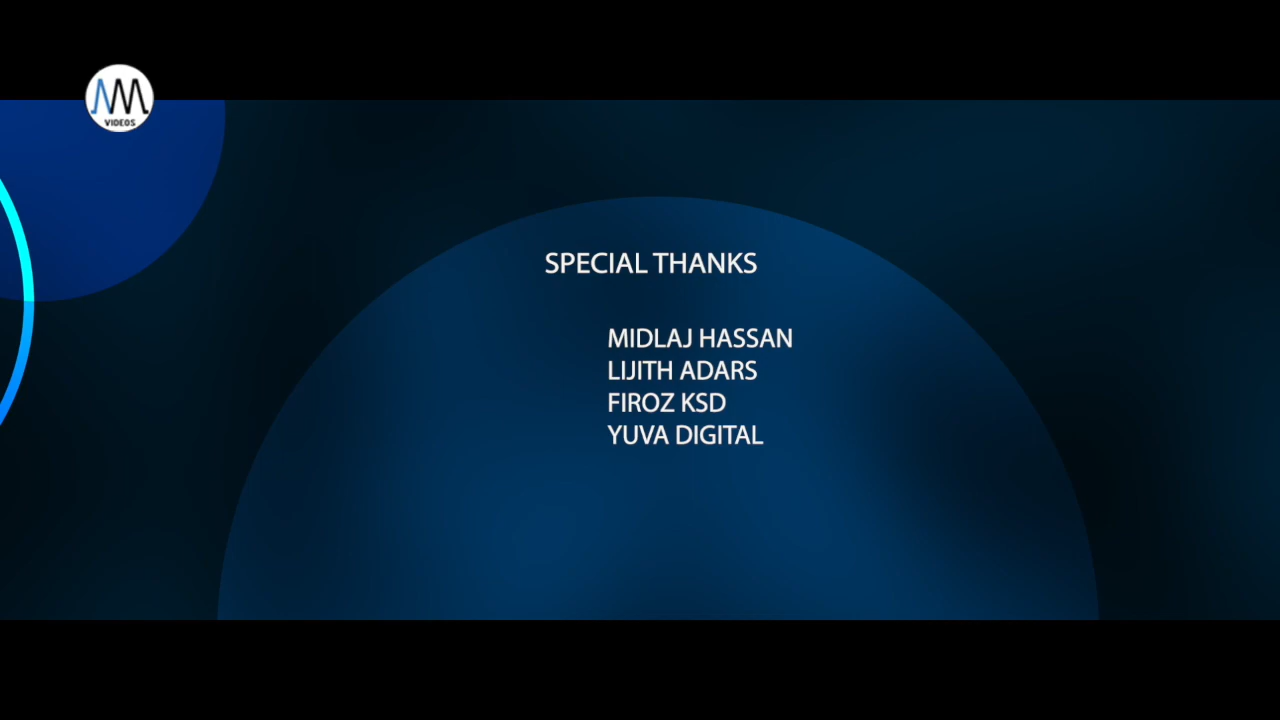 VIDEOS
SPECIAL THANKS
MIDLAJ HASSAN
LIJITH ADARS
FIROZ KSD
YUVA DIGITAL